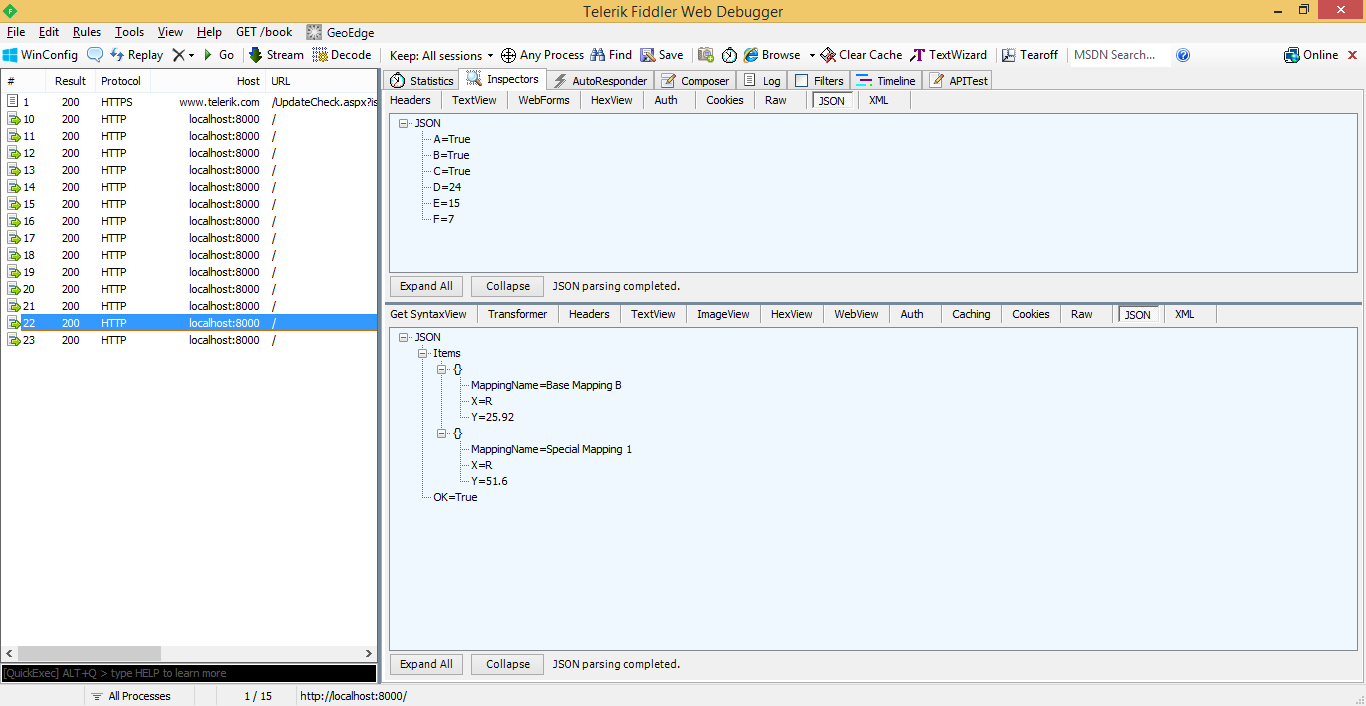 Telerik Fiddler Web Debugger
File Edit Rules Tools View Help GET /book GeoEdge
WinConfig Replay Go Stream Decode Keep: All sessions Any Process Find Save Browse Clear Cache TextWizard Tearoff MSDN Search... Online
# Result Protocol Host URL
1 200 HTTPS www.telerik.com /UpdateCheck.aspx?is
10 200 HTTP localhost:8000 /
11 200 HTTP localhost:8000 /
12 200 HTTP localhost:8000 /
13 200 HTTP localhost:8000 /
14 200 HTTP localhost:8000 /
15 200 HTTP localhost:8000 /
16 200 HTTP localhost:8000 /
17 200 HTTP localhost:8000 /
18 200 HTTP localhost:8000 /
19 200 HTTP localhost:8000 /
20 200 HTTP localhost:8000 /
21 200 HTTP localhost:8000 /
22 200 HTTP localhost:8000 /
23 200 HTTP localhost:8000 /
[QuickExec] ALT+Q > type HELP to learn more
Statistics Inspectors AutoResponder Composer Log Filters Timeline APITest
Headers TextView WebForms HexView Auth Cookies Raw JSON XML
JSON
A=True
B=True
C=True
D=24
E=15
F=7
Expand All Collapse JSON parsing completed.
Get SyntaxView Transformer Headers TextView ImageView HexView WebView Auth Caching Cookies Raw JSON XML
JSON
Items
{}
MappingName=Base Mapping B
X=R
Y=25.92
{}
MappingName=Special Mapping 1
X=R
Y=51.6
OK=True
Expand All Collapse JSON parsing completed.
All Processes 1 / 15 http://localhost:8000/